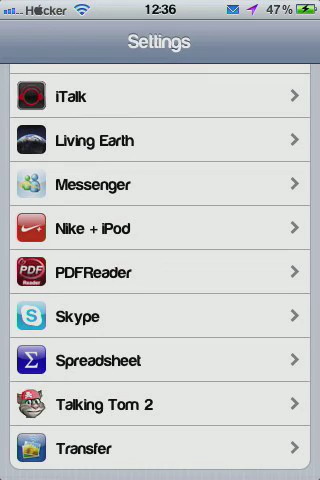 H cker 12:36 47%
Settings
iTalk
Living Earth
Messenger
Nike + iPod
PDF Reader PDFReader
Skype
Spreadsheet
Talking Tom 2
Transfer